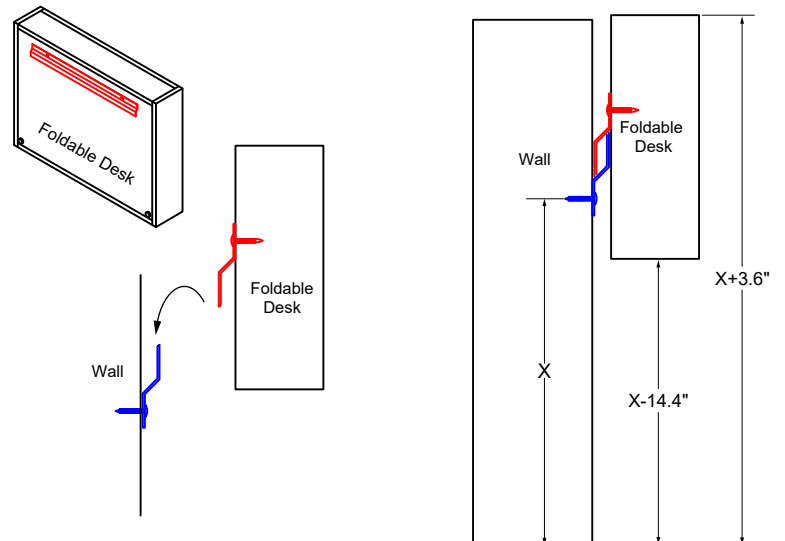 Foldable Desk
Wall
Foldable
Desk
Wall
Foldable
Desk
X
X-14.4"
X+3.6"